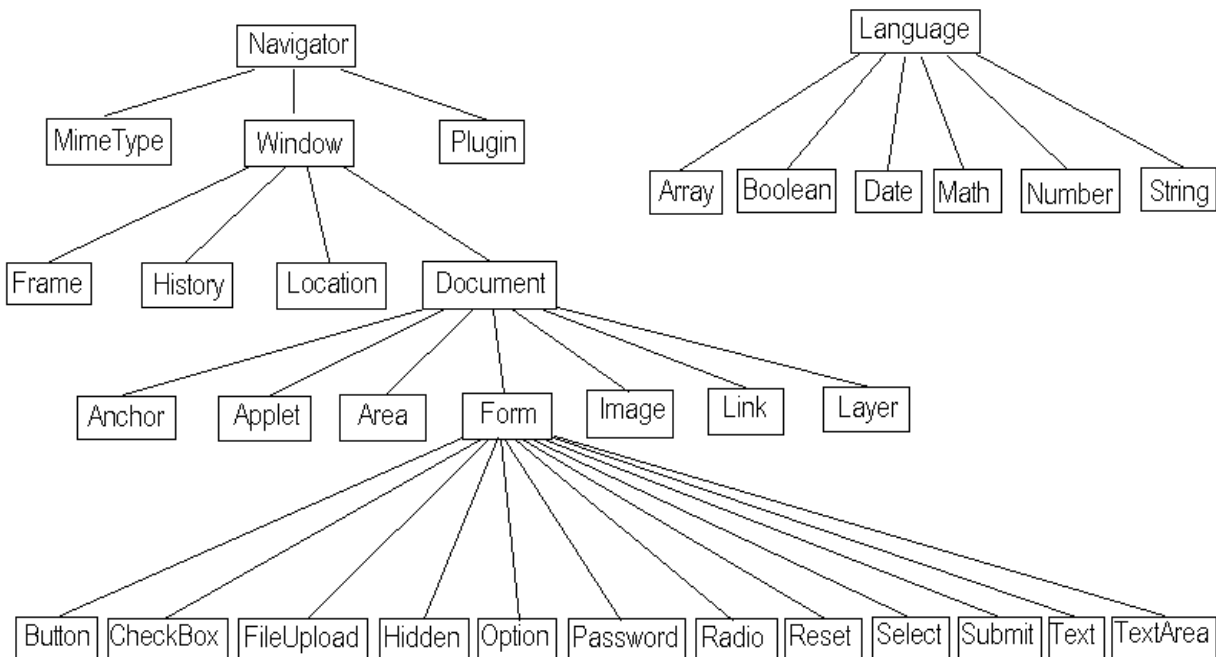 Navigator
Language
MimeType
Window
Plugin
Array
Boolean
Date
Math
Number
String
Frame
History
Location
Document
Anchor
Applet
Area
Form
Image
Link
Layer
Button
CheckBox
FileUpload
Hidden
Option
Password
Radio
Reset
Select
Submit
Text
TextArea